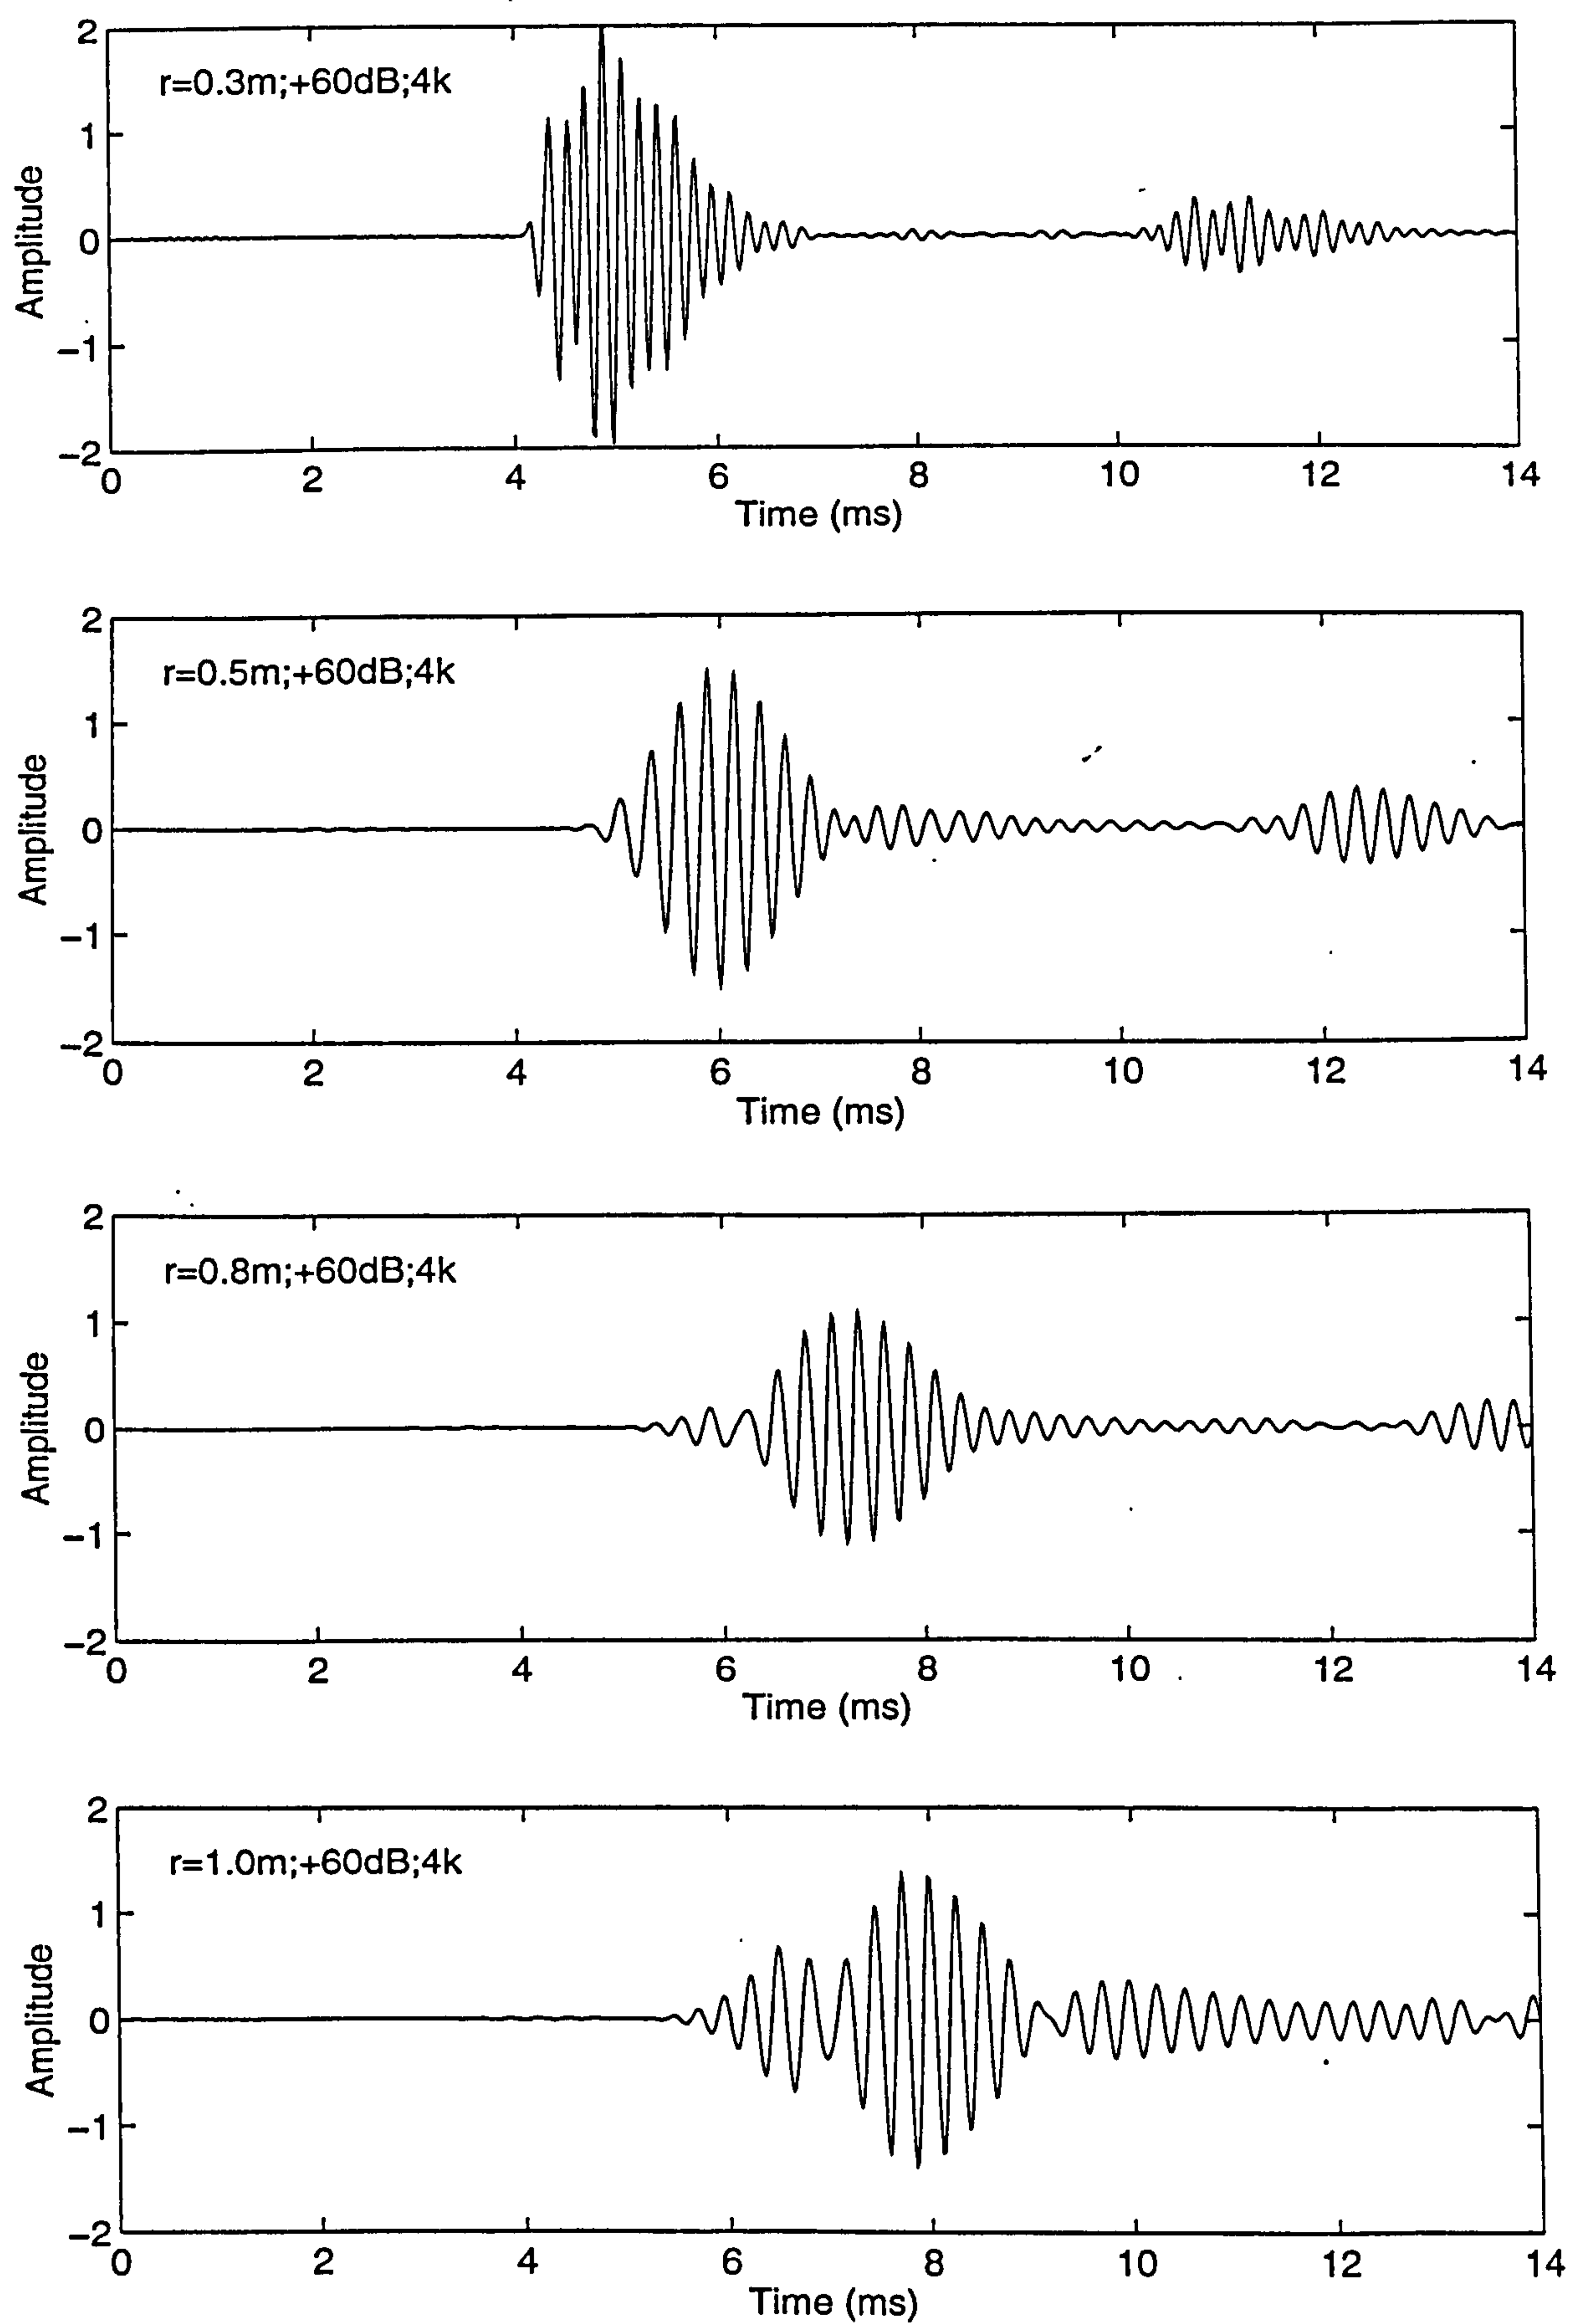 2
r=0.3m;+60dB;4k
1
Amplitude
0
−1
−2
0 2 4 6 8 10 12 14
Time (ms)
2
r=0.5m;+60dB;4k
1
Amplitude
0
−1
−2
0 2 4 6 8 10 12 14
Time (ms)
2
r=0.8m;+60dB;4k
1
Amplitude
0
−1
−2
0 2 4 6 8 10 12 14
Time (ms)
2
r=1.0m;+60dB;4k
1
Amplitude
0
−1
−2
0 2 4 6 8 10 12 14
Time (ms)